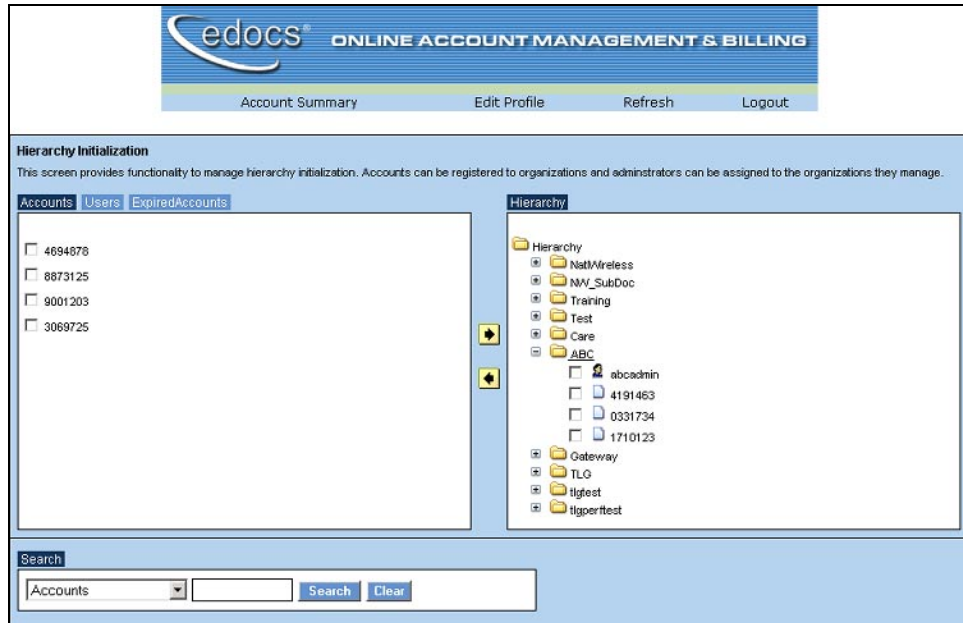 edocs® ONLINE ACCOUNT MANAGEMENT & BILLING
Account Summary Edit Profile Refresh Logout
Hierarchy Initialization
This screen provides functionality to manage hierarchy initialization. Accounts can be registered to organizations and adminstrators can be assigned to the organizations they manage.
Accounts Users ExpiredAccounts
4694878
8873125
9001203
3069725
Hierarchy
Hierarchy
NatlWireless
NW_SubDoc
Training
Test
Care
ABC
abcadmin
4191463
0331734
1710123
Gateway
TLG
tlgtest
tlgperftest
Search
Accounts Search Clear